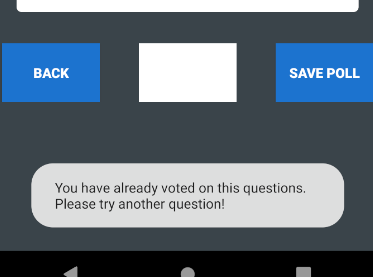 BACK
SAVE POLL
You have already voted on this questions.
Please try another question!